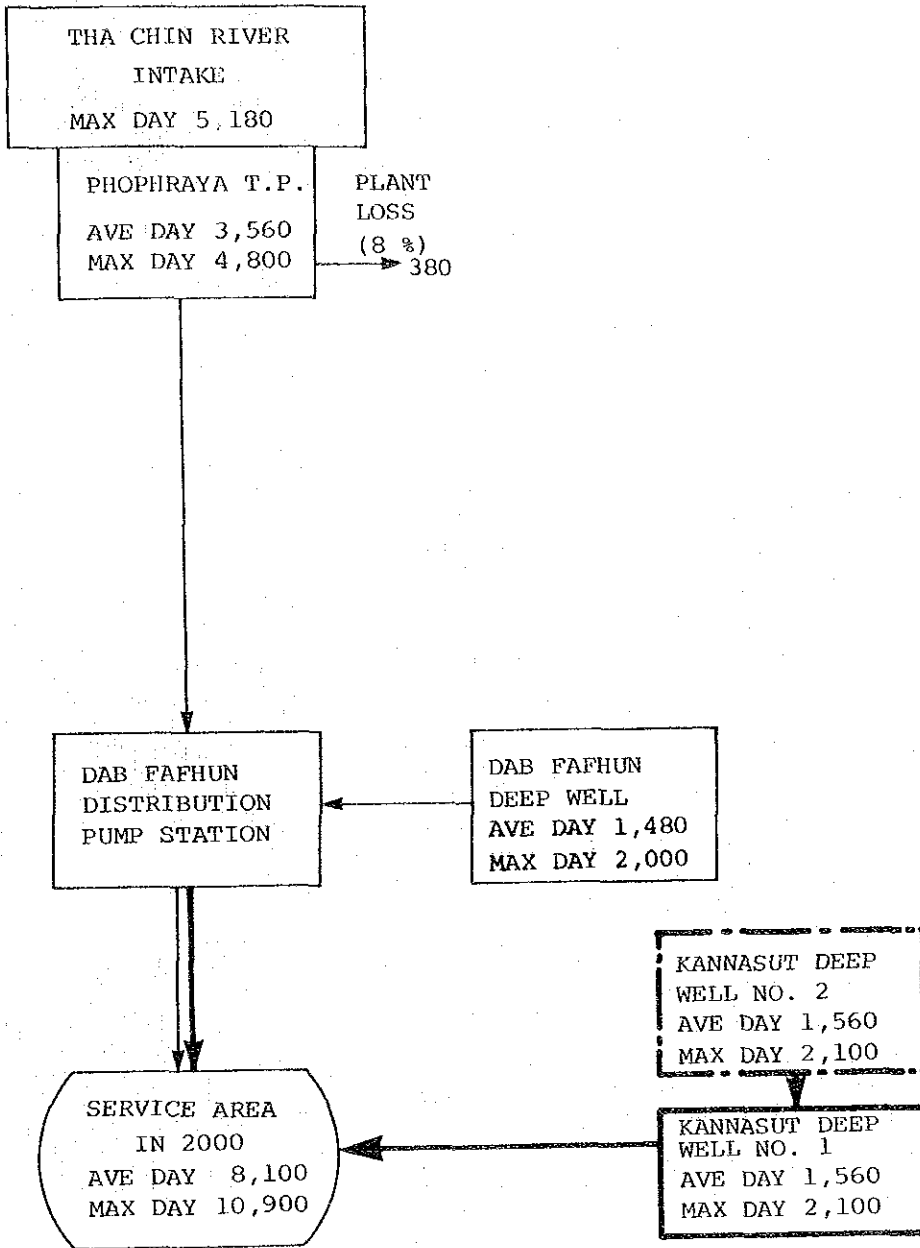 THA CHIN RIVER
INTAKE
MAX DAY 5,180
PHOPHRAYA T.P.
AVE DAY 3,560
MAX DAY 4,800
PLANT
LOSS
(8 %)
380
DAB FAFHUN
DISTRIBUTION
PUMP STATION
DAB FAFHUN
DEEP WELL
AVE DAY 1,480
MAX DAY 2,000
KANNASUT DEEP
WELL NO. 2
AVE DAY 1,560
MAX DAY 2,100
SERVICE AREA
IN 2000
AVE DAY 8,100
MAX DAY 10,900
KANNASUT DEEP
WELL NO. 1
AVE DAY 1,560
MAX DAY 2,100